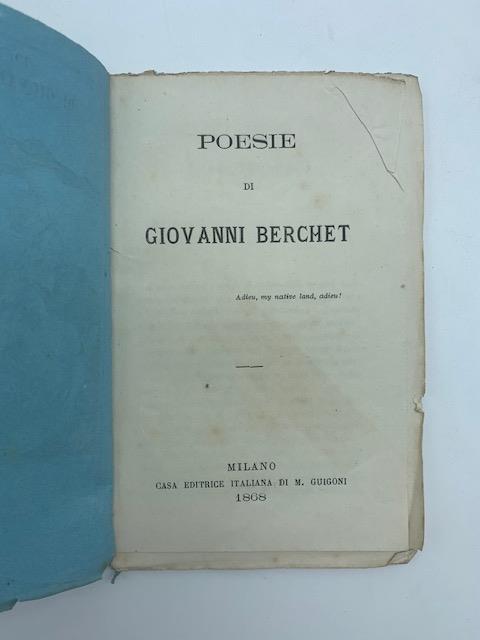 POESIE
DI
GIOVANNI BERCHET
Adieu, my native land, adieu!
MILANO
CASA EDITRICE ITALIANA DI M. GUIGONI
1868